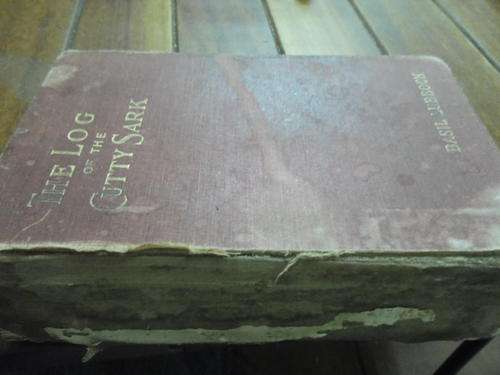 THE LOG
OF THE
CUTTY SARK
BASIL LUBBOCK